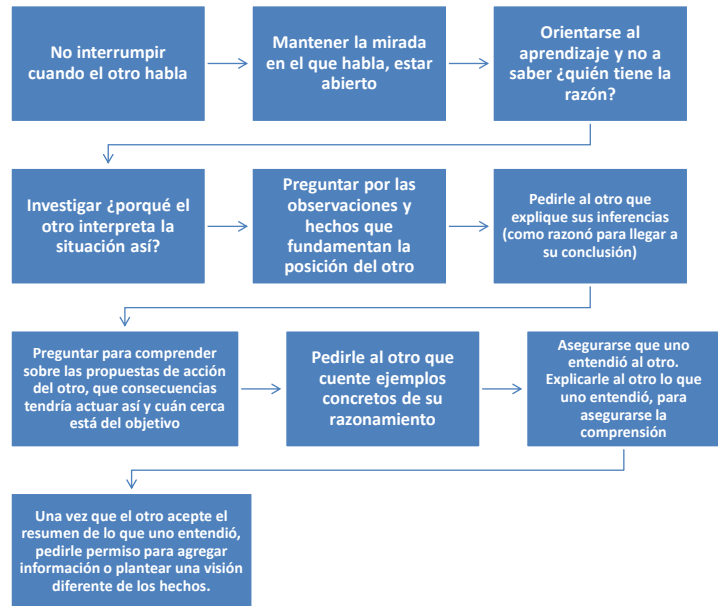 No interrumpir
cuando el otro habla
Mantener la mirada
en el que habla, estar
abierto
Orientarse al
aprendizaje y no a
saber ¿quién tiene la
razón?
Investigar ¿porqué el
otro interpreta la
situación así?
Preguntar por las
observaciones y
hechos que
fundamentan la
posición del otro
Pedirle al otro que
explique sus inferencias
(como razonó para llegar a
su conclusión)
Preguntar para comprender
sobre las propuestas de acción
del otro, que consecuencias
tendría actuar así y cuán cerca
está del objetivo
Pedirle al otro que
cuente ejemplos
concretos de su
razonamiento
Asegurarse que uno
entendió al otro.
Explicarle al otro lo que
uno entendió, para
asegurarse la
comprensión
Una vez que el otro acepte el
resumen de lo que uno entendió,
pedirle permiso para agregar
información o plantear una visión
diferente de los hechos.